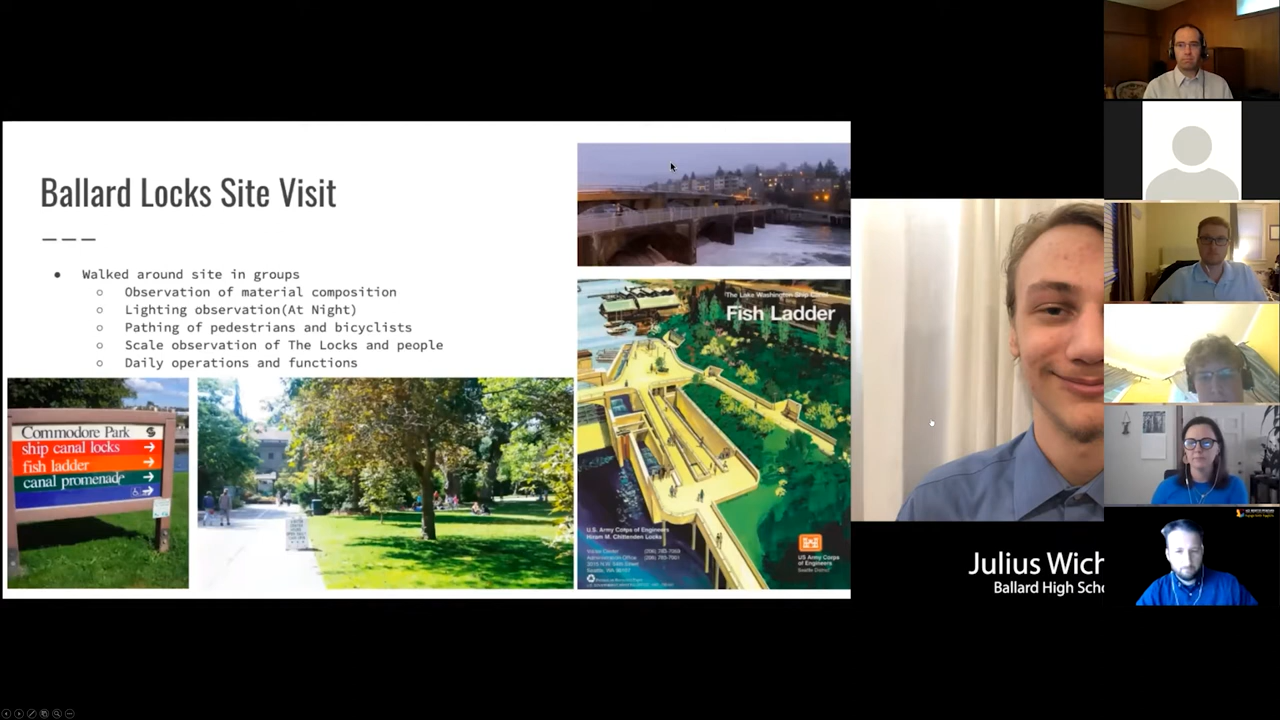 Ballard Locks Site Visit
Walked around site in groups
Observation of material composition
Lighting observation(At Night)
Pathing of pedestrians and bicyclists
Scale observation of The Locks and people
Daily operations and functions
Commodore Park
ship canal locks
fish ladder
canal promenade
The Lake Washington Ship Canal
Fish Ladder
U.S. Army Corps of Engineers
Hiram M. Chittenden Locks
US Army Corps
of Engineers
Seattle District
Julius Wich
Ballard High Scho